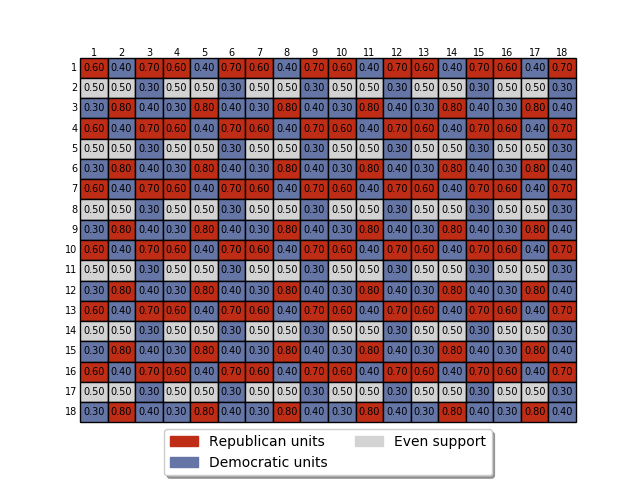 1 2 3 4 5 6 7 8 9 10 11 12 13 14 15 16 17 18
1 0.60 0.40 0.70 0.60 0.40 0.70 0.60 0.40 0.70 0.60 0.40 0.70 0.60 0.40 0.70 0.60 0.40 0.70
2 0.50 0.50 0.30 0.50 0.50 0.30 0.50 0.50 0.30 0.50 0.50 0.30 0.50 0.50 0.30 0.50 0.50 0.30
3 0.30 0.80 0.40 0.30 0.80 0.40 0.30 0.80 0.40 0.30 0.80 0.40 0.30 0.80 0.40 0.30 0.80 0.40
4 0.60 0.40 0.70 0.60 0.40 0.70 0.60 0.40 0.70 0.60 0.40 0.70 0.60 0.40 0.70 0.60 0.40 0.70
5 0.50 0.50 0.30 0.50 0.50 0.30 0.50 0.50 0.30 0.50 0.50 0.30 0.50 0.50 0.30 0.50 0.50 0.30
6 0.30 0.80 0.40 0.30 0.80 0.40 0.30 0.80 0.40 0.30 0.80 0.40 0.30 0.80 0.40 0.30 0.80 0.40
7 0.60 0.40 0.70 0.60 0.40 0.70 0.60 0.40 0.70 0.60 0.40 0.70 0.60 0.40 0.70 0.60 0.40 0.70
8 0.50 0.50 0.30 0.50 0.50 0.30 0.50 0.50 0.30 0.50 0.50 0.30 0.50 0.50 0.30 0.50 0.50 0.30
9 0.30 0.80 0.40 0.30 0.80 0.40 0.30 0.80 0.40 0.30 0.80 0.40 0.30 0.80 0.40 0.30 0.80 0.40
10 0.60 0.40 0.70 0.60 0.40 0.70 0.60 0.40 0.70 0.60 0.40 0.70 0.60 0.40 0.70 0.60 0.40 0.70
11 0.50 0.50 0.30 0.50 0.50 0.30 0.50 0.50 0.30 0.50 0.50 0.30 0.50 0.50 0.30 0.50 0.50 0.30
12 0.30 0.80 0.40 0.30 0.80 0.40 0.30 0.80 0.40 0.30 0.80 0.40 0.30 0.80 0.40 0.30 0.80 0.40
13 0.60 0.40 0.70 0.60 0.40 0.70 0.60 0.40 0.70 0.60 0.40 0.70 0.60 0.40 0.70 0.60 0.40 0.70
14 0.50 0.50 0.30 0.50 0.50 0.30 0.50 0.50 0.30 0.50 0.50 0.30 0.50 0.50 0.30 0.50 0.50 0.30
15 0.30 0.80 0.40 0.30 0.80 0.40 0.30 0.80 0.40 0.30 0.80 0.40 0.30 0.80 0.40 0.30 0.80 0.40
16 0.60 0.40 0.70 0.60 0.40 0.70 0.60 0.40 0.70 0.60 0.40 0.70 0.60 0.40 0.70 0.60 0.40 0.70
17 0.50 0.50 0.30 0.50 0.50 0.30 0.50 0.50 0.30 0.50 0.50 0.30 0.50 0.50 0.30 0.50 0.50 0.30
18 0.30 0.80 0.40 0.30 0.80 0.40 0.30 0.80 0.40 0.30 0.80 0.40 0.30 0.80 0.40 0.30 0.80 0.40
Republican units Even support
Democratic units